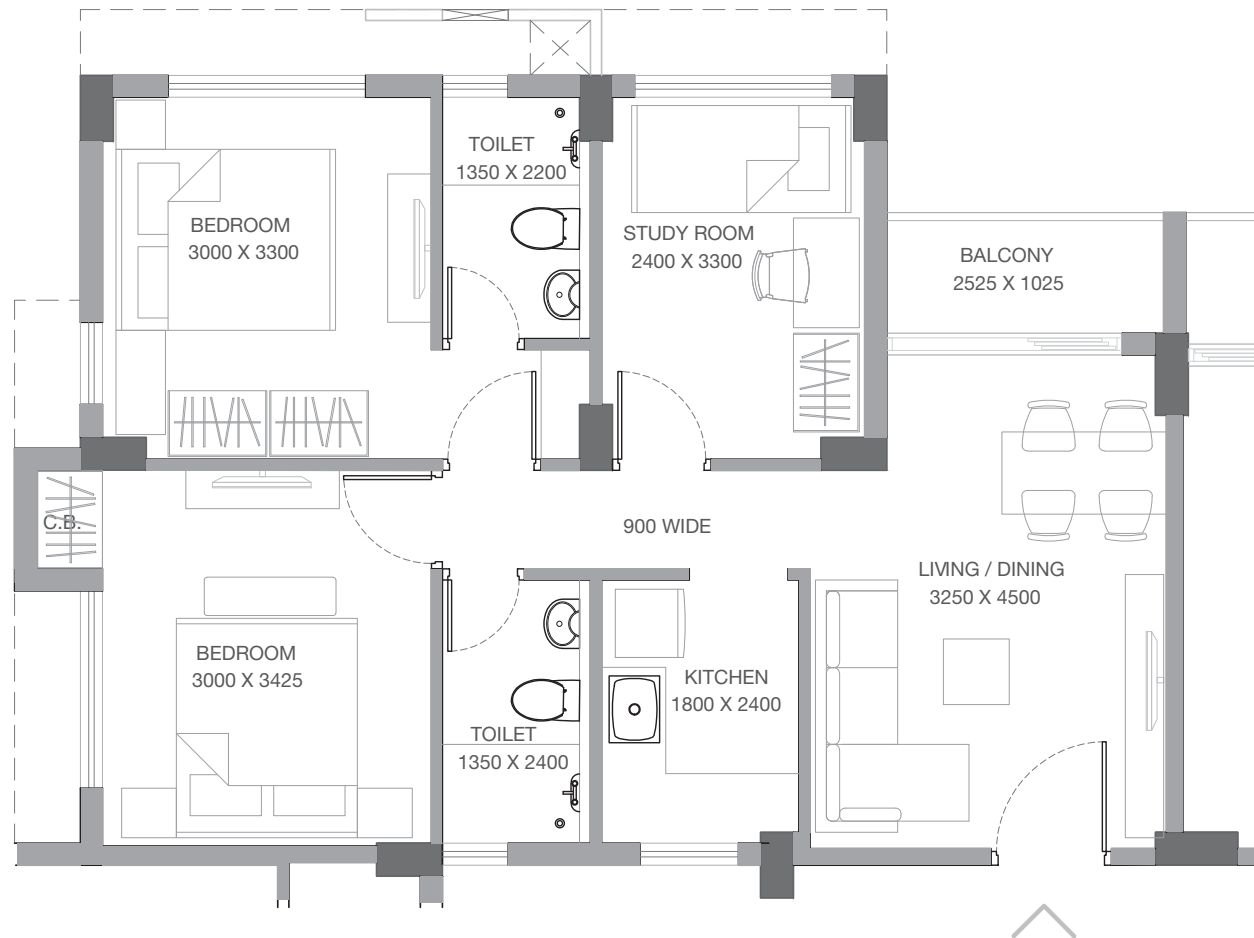 TOILET
1350 X 2200
BEDROOM
3000 X 3300
STUDY ROOM
2400 X 3300
BALCONY
2525 X 1025
C.B.
900 WIDE
LIVING / DINING
3250 X 4500
BEDROOM
3000 X 3425
KITCHEN
1800 X 2400
TOILET
1350 X 2400